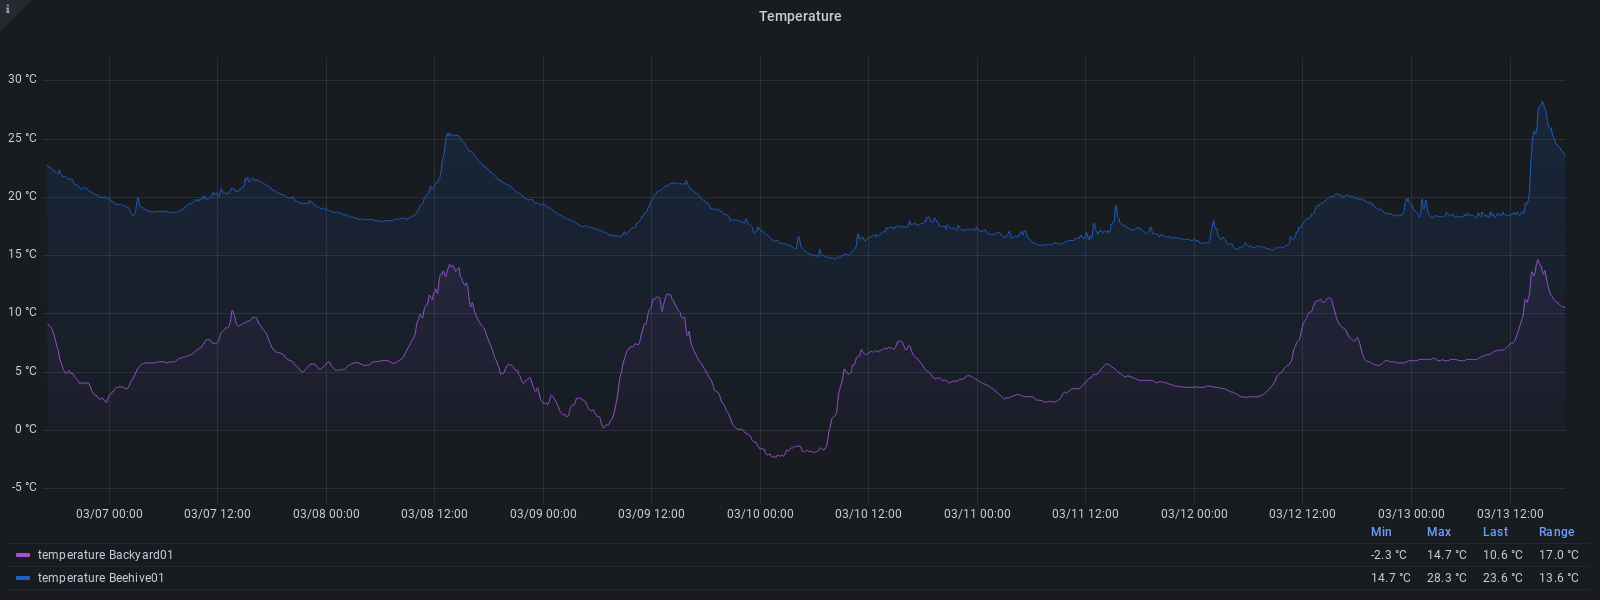 i
Temperature
30 °C
25 °C
20 °C
15 °C
10 °C
5 °C
0 °C
-5 °C
03/07 00:00 03/07 12:00 03/08 00:00 03/08 12:00 03/09 00:00 03/09 12:00 03/10 00:00 03/10 12:00 03/11 00:00 03/11 12:00 03/12 00:00 03/12 12:00 03/13 00:00 03/13 12:00
Min Max Last Range
temperature Backyard01 -2.3 °C 14.7 °C 10.6 °C 17.0 °C
temperature Beehive01 14.7 °C 28.3 °C 23.6 °C 13.6 °C